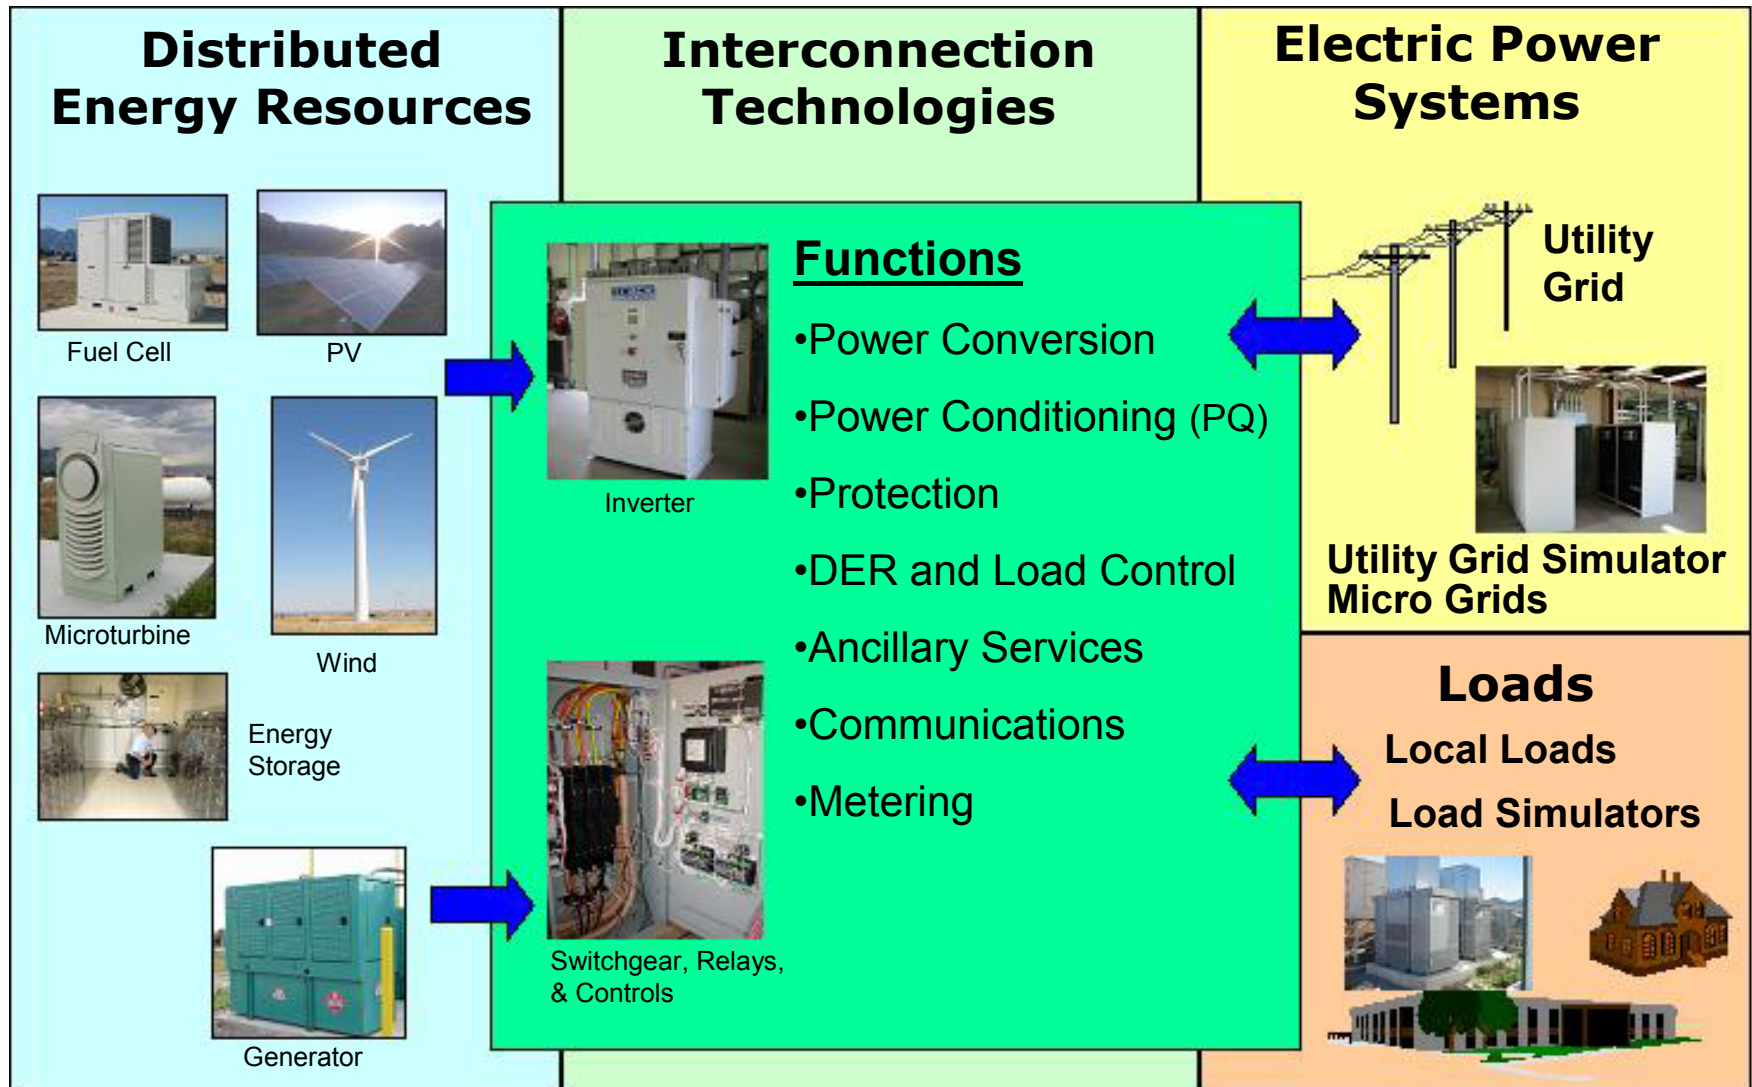 Distributed
Energy Resources
Fuel Cell
PV
Microturbine
Wind
Energy
Storage
Generator
Interconnection
Technologies
Inverter
Switchgear, Relays,
& Controls
Functions
•Power Conversion
•Power Conditioning (PQ)
•Protection
•DER and Load Control
•Ancillary Services
•Communications
•Metering
Electric Power
Systems
Utility
Grid
Utility Grid Simulator
Micro Grids
Loads
Local Loads
Load Simulators